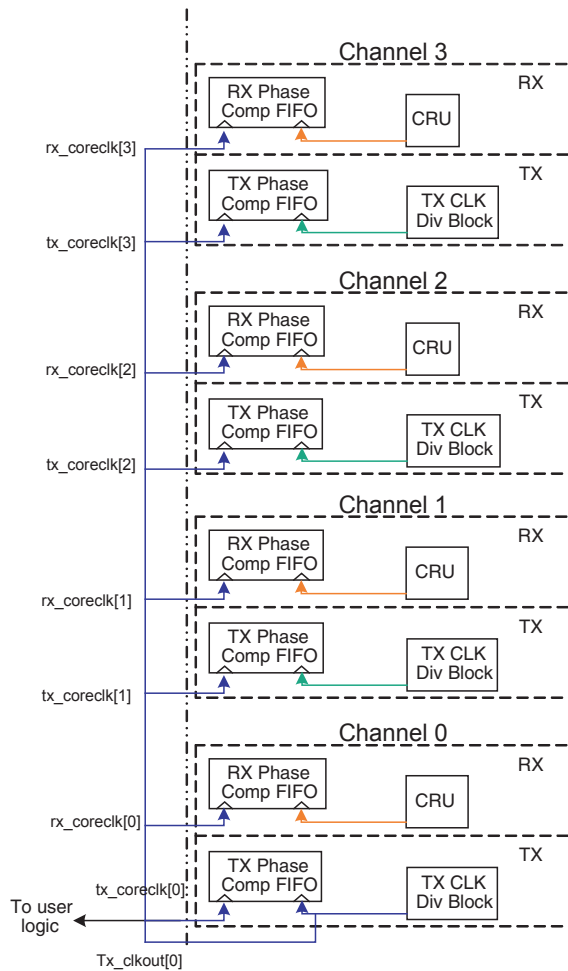 Channel 3
RX
RX Phase
Comp FIFO
CRU
rx_coreclk[3]
TX
TX Phase
Comp FIFO
TX CLK
Div Block
tx_coreclk[3]
Channel 2
RX
RX Phase
Comp FIFO
CRU
rx_coreclk[2]
TX
TX Phase
Comp FIFO
TX CLK
Div Block
tx_coreclk[2]
Channel 1
RX
RX Phase
Comp FIFO
CRU
rx_coreclk[1]
TX
TX Phase
Comp FIFO
TX CLK
Div Block
tx_coreclk[1]
Channel 0
RX
RX Phase
Comp FIFO
CRU
rx_coreclk[0]
TX
TX Phase
Comp FIFO
TX CLK
Div Block
tx_coreclk[0]
To user
logic
Tx_clkout[0]